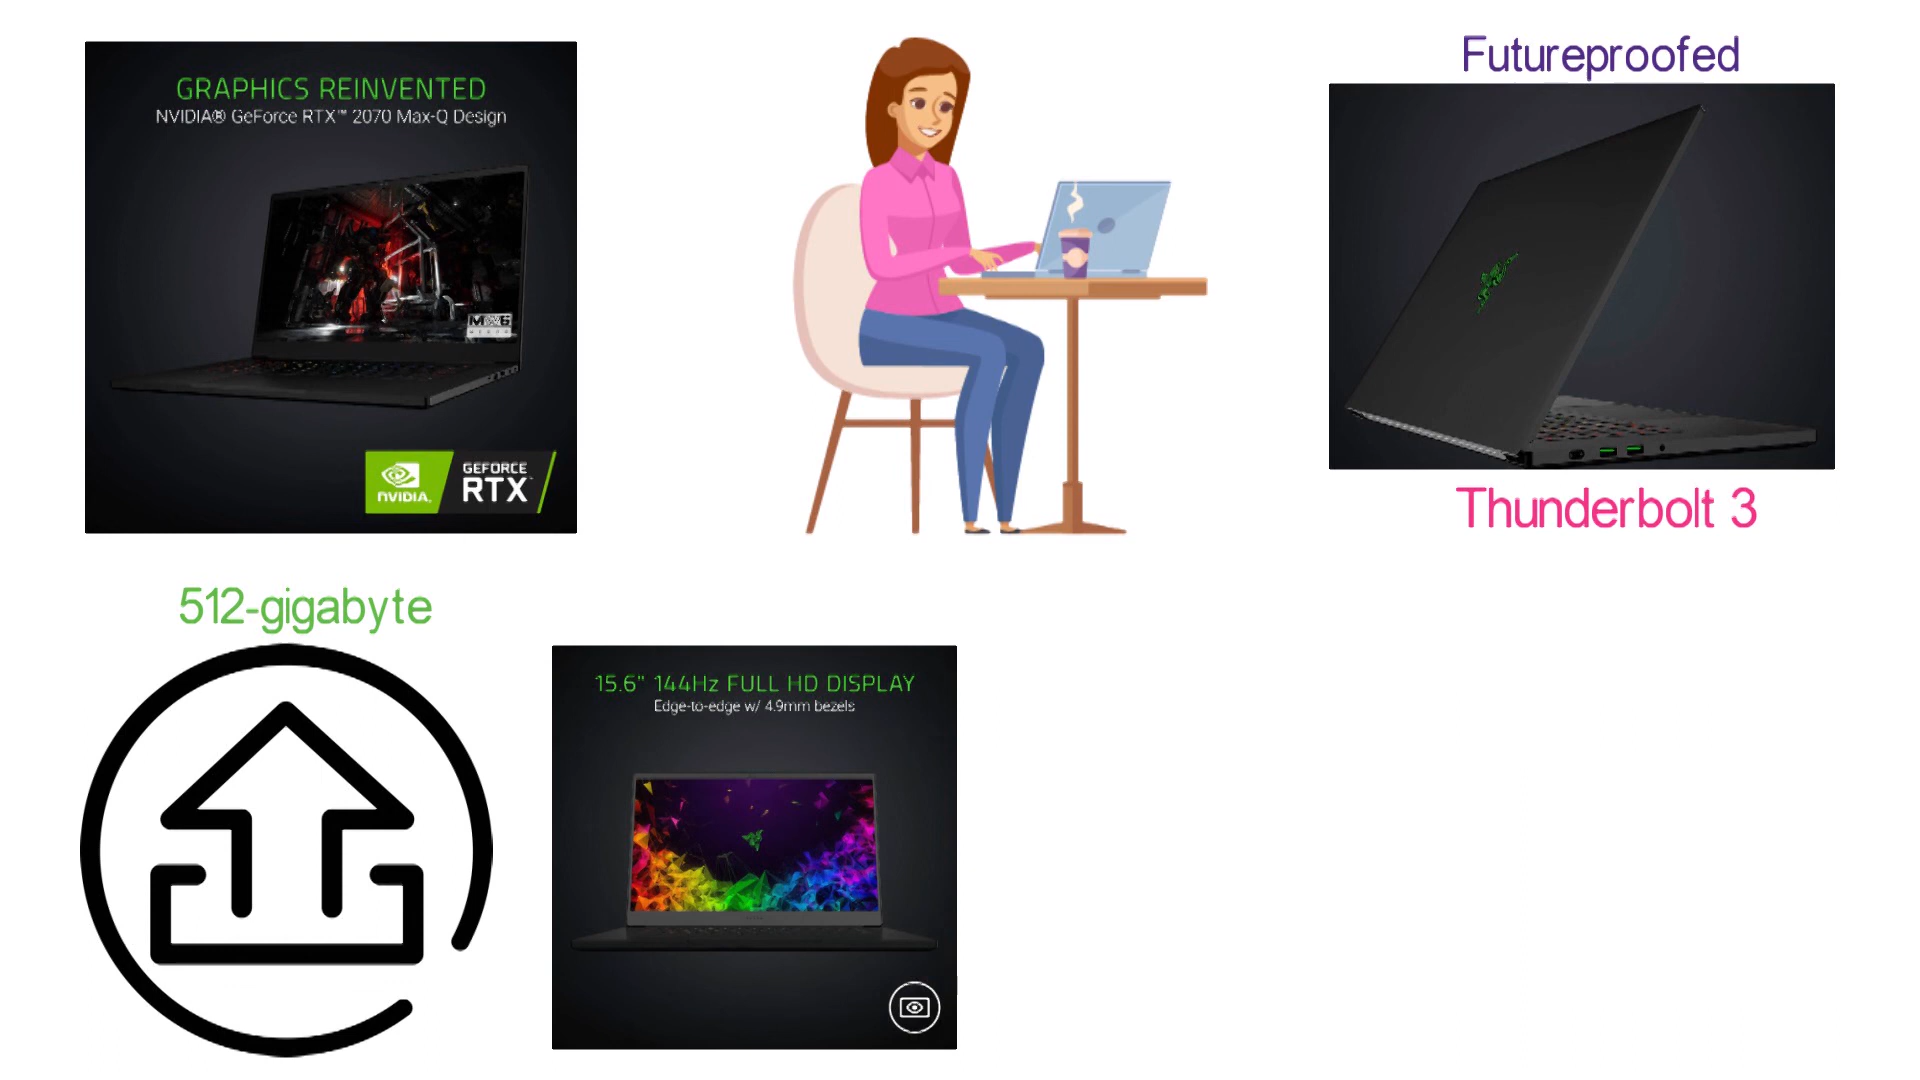 GRAPHICS REINVENTED
NVIDIA® GeForce RTX™ 2070 Max-Q Design
NVIDIA.
GEFORCE
RTX
Futureproofed
Thunderbolt 3
512-gigabyte
15.6" 144Hz FULL HD DISPLAY
Edge-to-edge w/ 4.9mm bezels